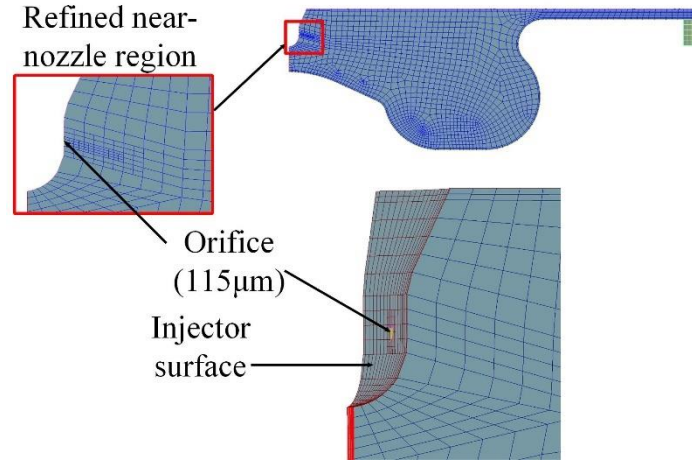 Refined near-
nozzle region
Orifice
(115μm)
Injector
surface